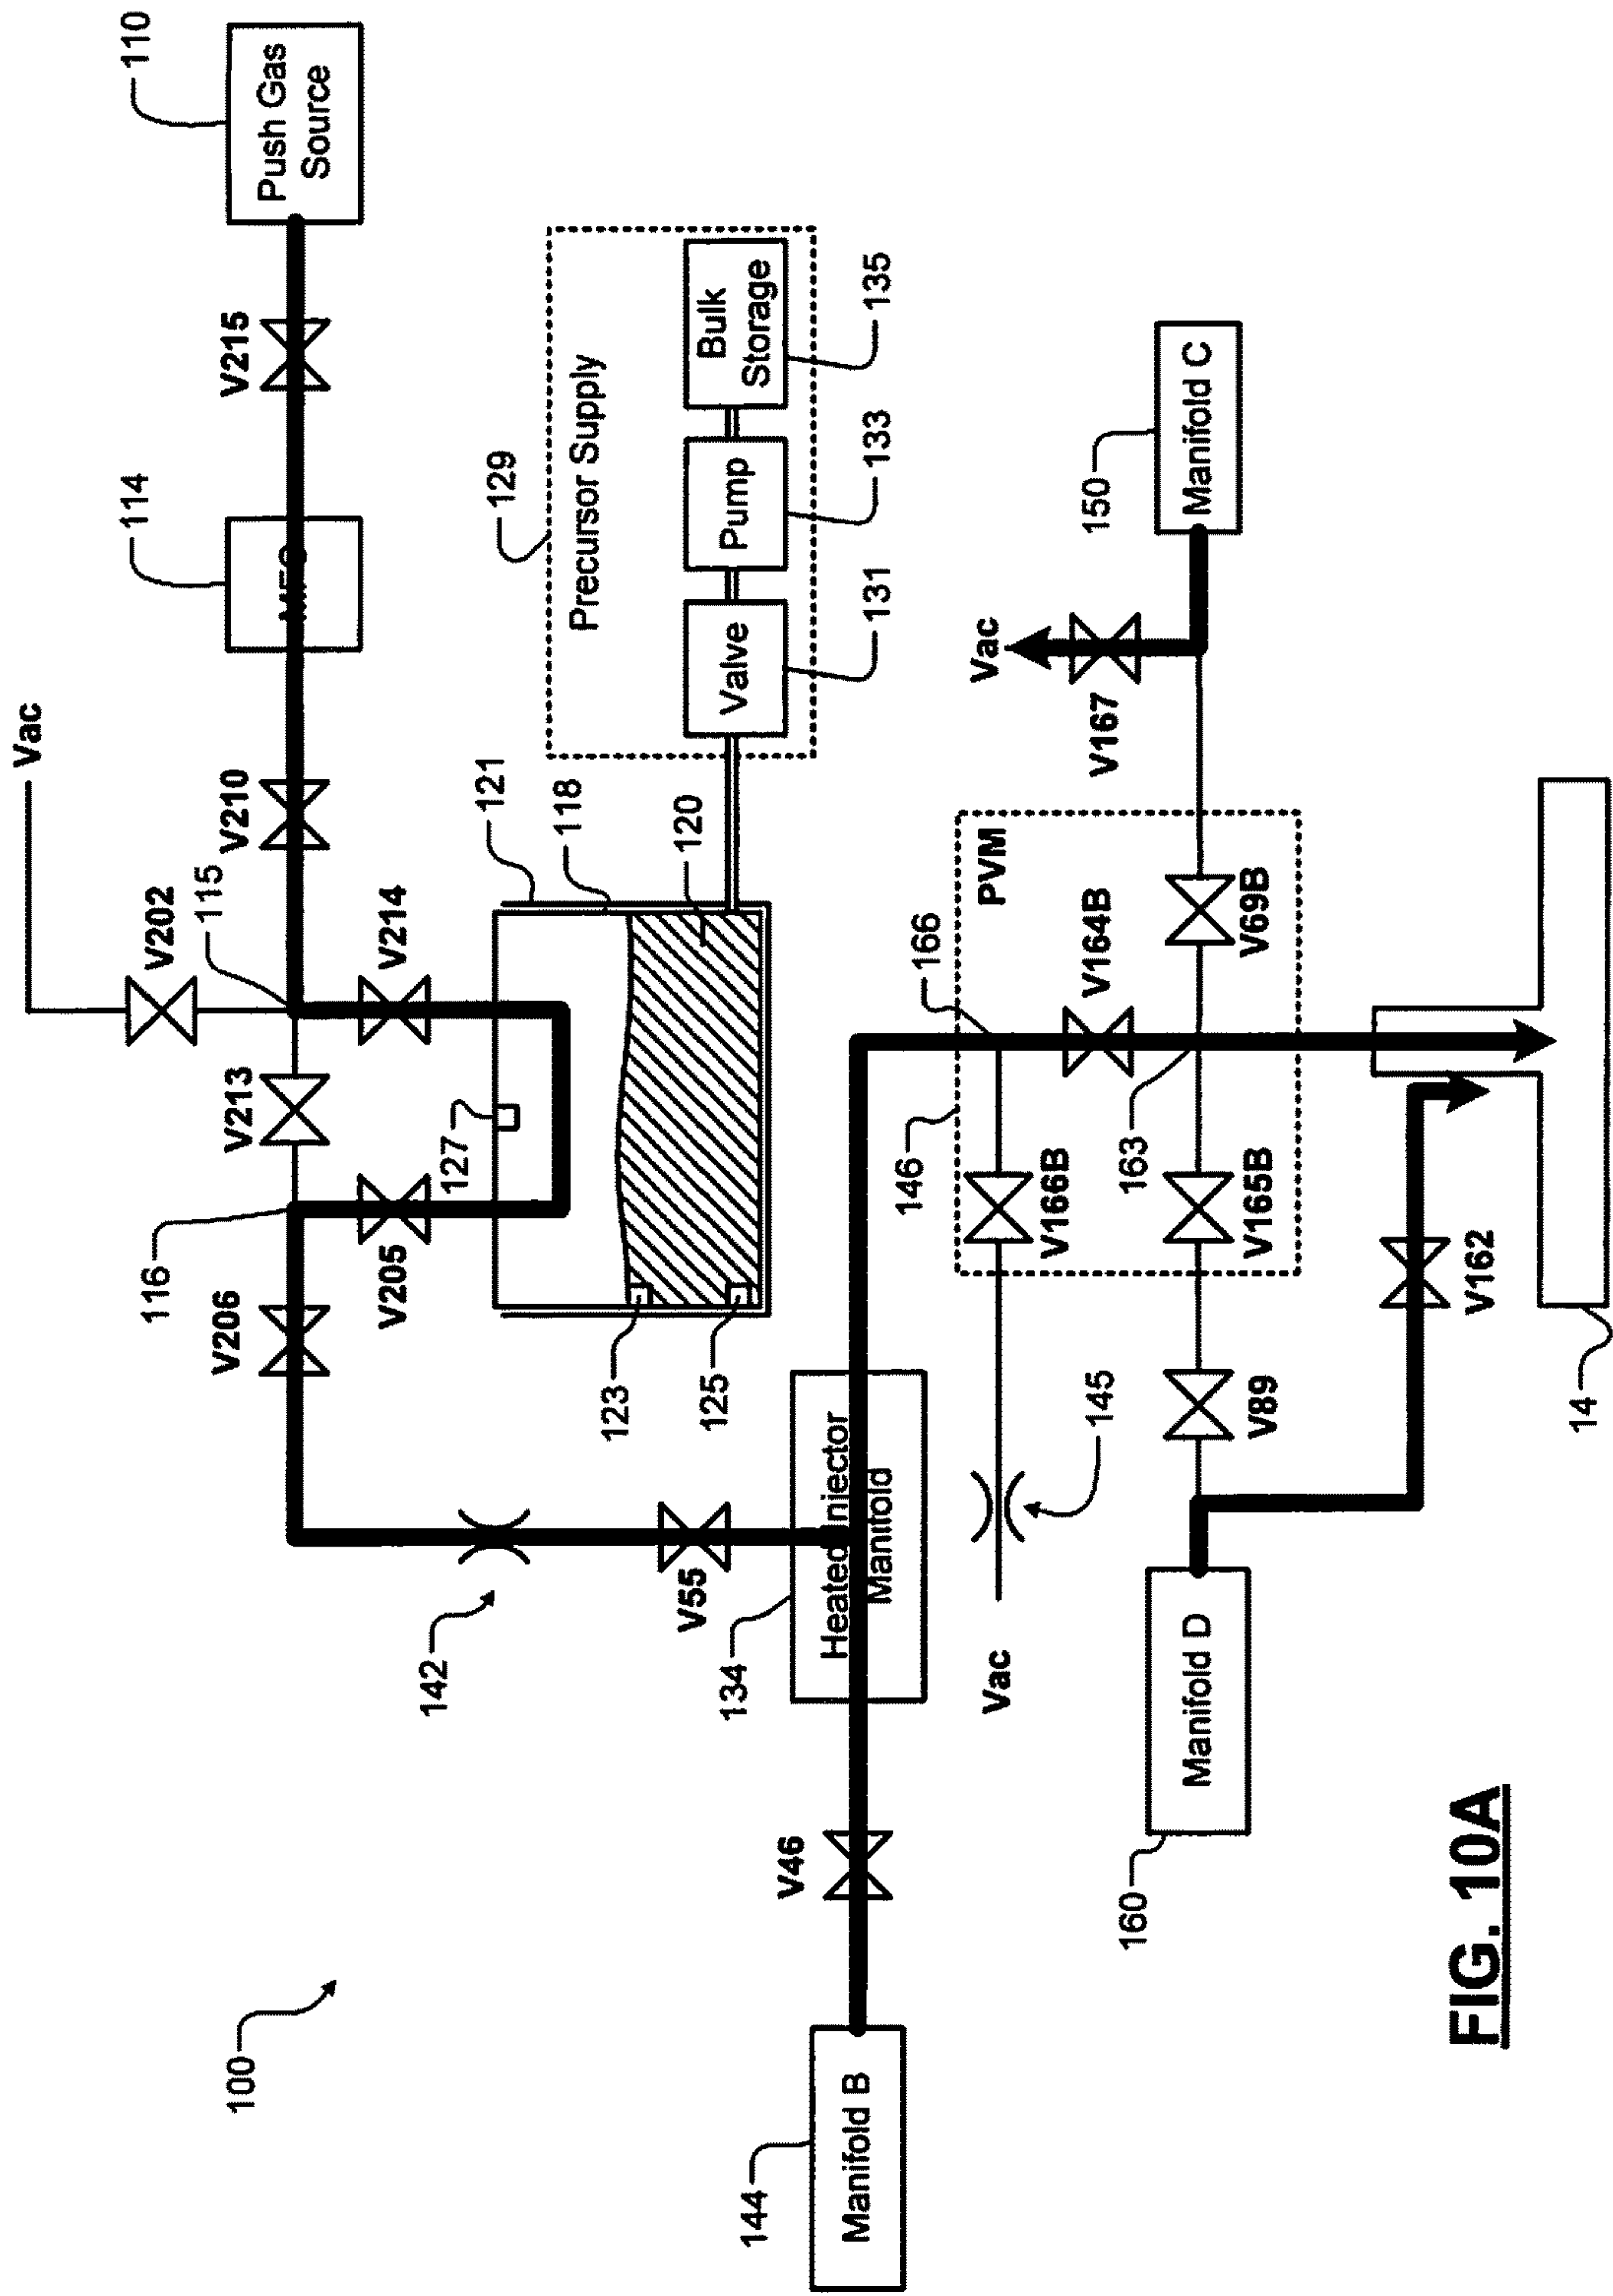 Vac
114
110
116
V202
115
100
V206
V213
V210
V215
Push Gas
Source
MFC
V205
V214
142
127
121
129
118
Precursor Supply
123
V55
125
120
Valve
Pump
Bulk
Storage
134
144
V46
131
133
135
Heated Injector
Manifold
Manifold B
146
166
Vac
PVM
Vac
V166B
V164B
145
150
V167
160
163
Manifold D
Manifold C
V89
V165B
V69B
FIG. 10A
V162
14